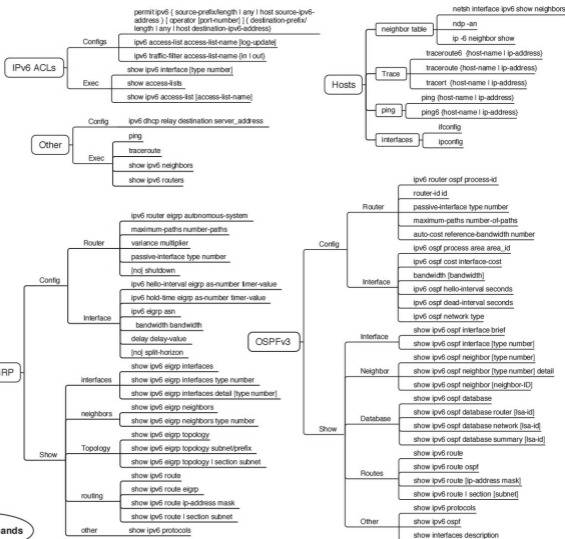 permit ipv6 { source-prefix/length | any | host source-ipv6-
address } [ operator [port-number] ] { destination-prefix/
length | any | host destination-ipv6-address)
Configs
ipv6 access-list access-list-name [log-update]
ipv6 traffic-filter access-list-name {in | out}
IPv6 ACLs
show ipv6 interface [type number]
Exec
show access-lists
show ipv6 access-list [access-list-name]
Config
ipv6 dhcp relay destination server_address
Other
ping
traceroute
Exec
show ipv6 neighbors
show ipv6 routers
netsh interface ipv6 show neighbors
neighbor table
ndp -an
ip -6 neighbor show
traceroute6 {host-name | ip-address}
Trace
traceroute {host-name | ip-address}
tracert {host-name | ip-address}
Hosts
ping {host-name | ip-address}
ping
ping6 {host-name | ip-address}
interfaces
ifconfig
ipconfig
ipv6 router eigrp autonomous-system
maximum-paths number-paths
Router
variance multiplier
passive-interface type number
[no] shutdown
Config
ipv6 hello-interval eigrp as-number timer-value
ipv6 hold-time eigrp as-number timer-value
ipv6 eigrp asn
Interface
bandwidth bandwidth
delay delay-value
[no] split-horizon
GRP
show ipv6 eigrp interfaces
interfaces
show ipv6 eigrp interfaces type number
show ipv6 eigrp interfaces detail [type number]
neighbors
show ipv6 eigrp neighbors
show ipv6 eigrp neighbors type number
show ipv6 eigrp topology
Topology
show ipv6 eigrp topology subnet/prefix
Show
show ipv6 eigrp topology | section subnet
show ipv6 route
show ipv6 route eigrp
routing
show ipv6 route ip-address mask
show ipv6 route | section subnet
other
show ipv6 protocols
ands
ipv6 router ospf process-id
router-id id
Router
passive-interface type number
maximum-paths number-of-paths
auto-cost reference-bandwidth number
Config
ipv6 ospf process area area_id
ipv6 ospf cost interface-cost
Interface
bandwidth [bandwidth]
ipv6 ospf hello-interval seconds
ipv6 ospf dead-interval seconds
ipv6 ospf network type
OSPFv3
Interface
show ipv6 ospf interface brief
show ipv6 ospf interface [type number]
show ipv6 ospf neighbor [type number]
Neighbor
show ipv6 ospf neighbor [type number] detail
show ipv6 ospf neighbor [neighbor-ID]
show ipv6 ospf database
Database
show ipv6 ospf database router [lsa-id]
show ipv6 ospf database network [lsa-id]
Show
show ipv6 ospf database summary [lsa-id]
show ipv6 route
show ipv6 route ospf
Routes
show ipv6 route [ip-address mask]
show ipv6 route | section [subnet]
show ipv6 protocols
Other
show ipv6 ospf
show interfaces description